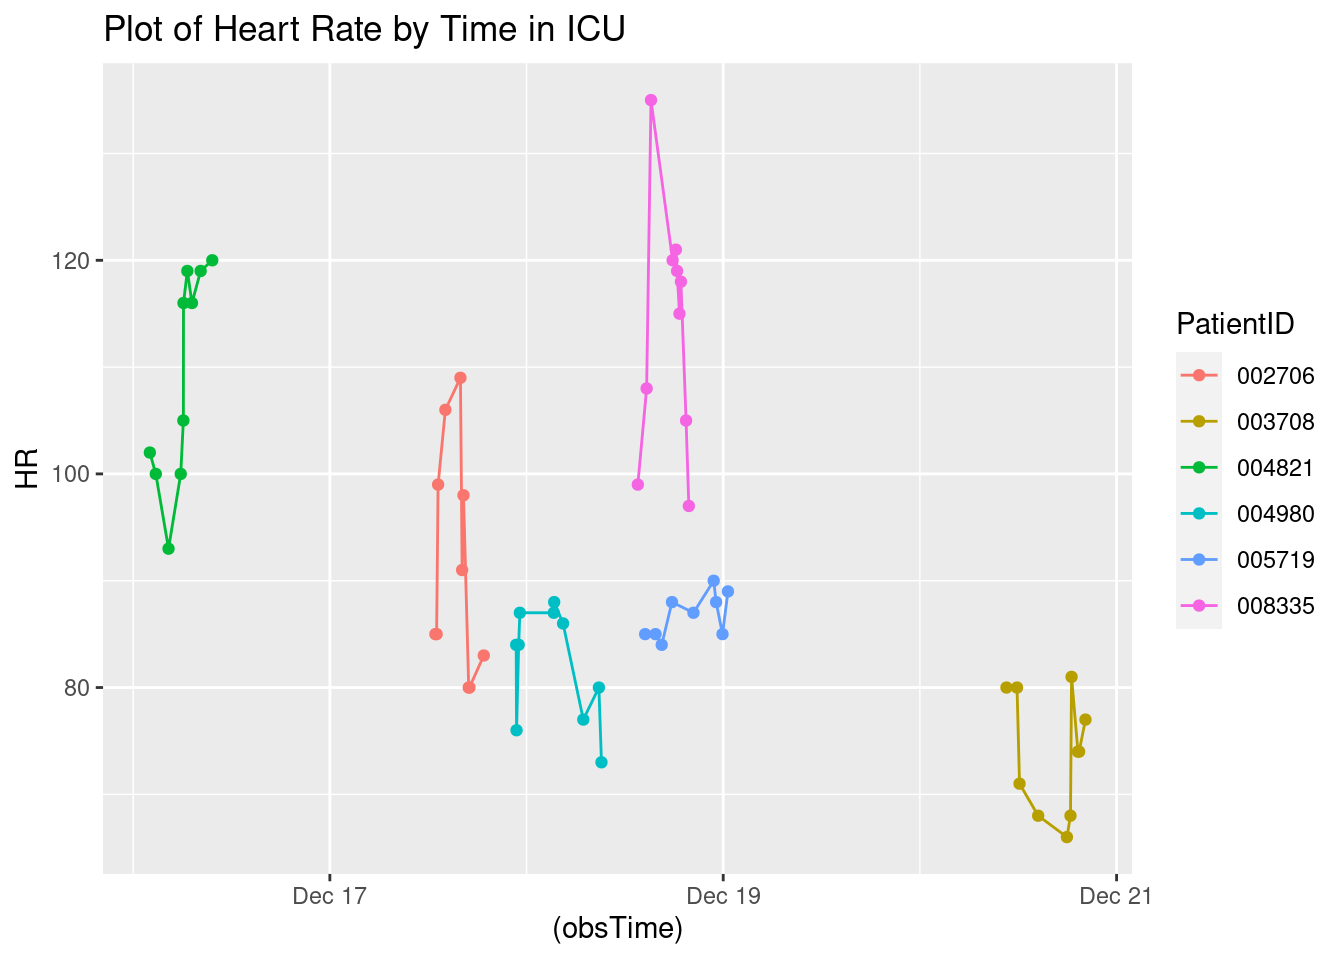 Plot of Heart Rate by Time in ICU
HR
120
100
80
Dec 17
Dec 19
Dec 21
(obsTime)
PatientID
002706
003708
004821
004980
005719
008335